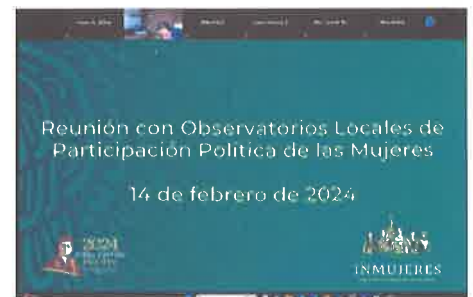 Reunión con Observatorios Locales de
Participación Política de las Mujeres
14 de febrero de 2024
2024
INMUJERES